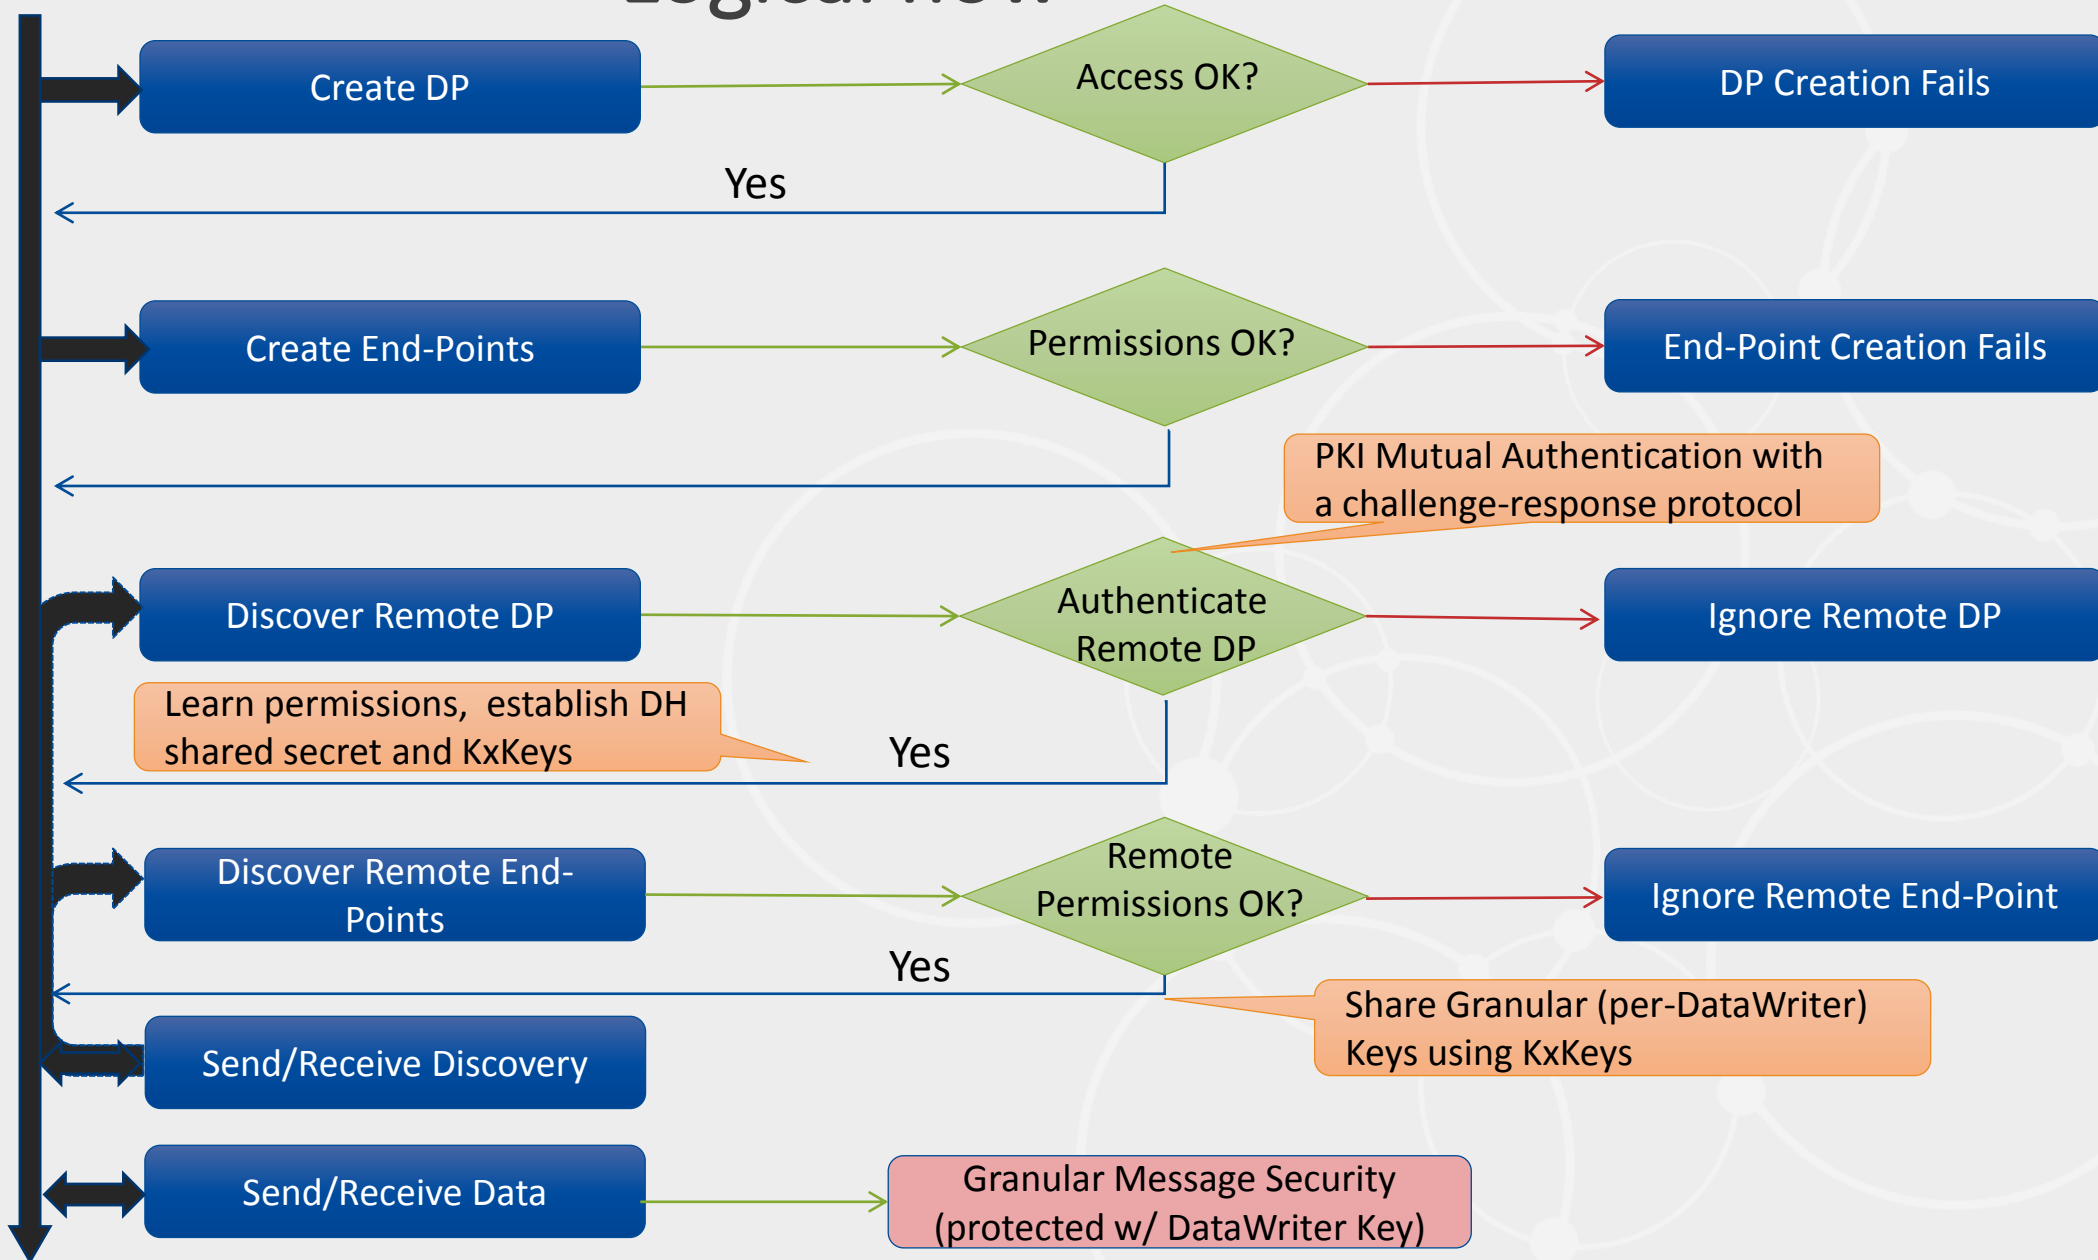 Logical flow
Create DP
Access OK?
DP Creation Fails
Yes
Create End-Points
Permissions OK?
End-Point Creation Fails
PKI Mutual Authentication with
a challenge-response protocol
Discover Remote DP
Authenticate
Remote DP
Ignore Remote DP
Learn permissions, establish DH
shared secret and KxKeys
Yes
Discover Remote End-
Points
Remote
Permissions OK?
Ignore Remote End-Point
Yes
Share Granular (per-DataWriter)
Keys using KxKeys
Send/Receive Discovery
Send/Receive Data
Granular Message Security
(protected w/ DataWriter Key)